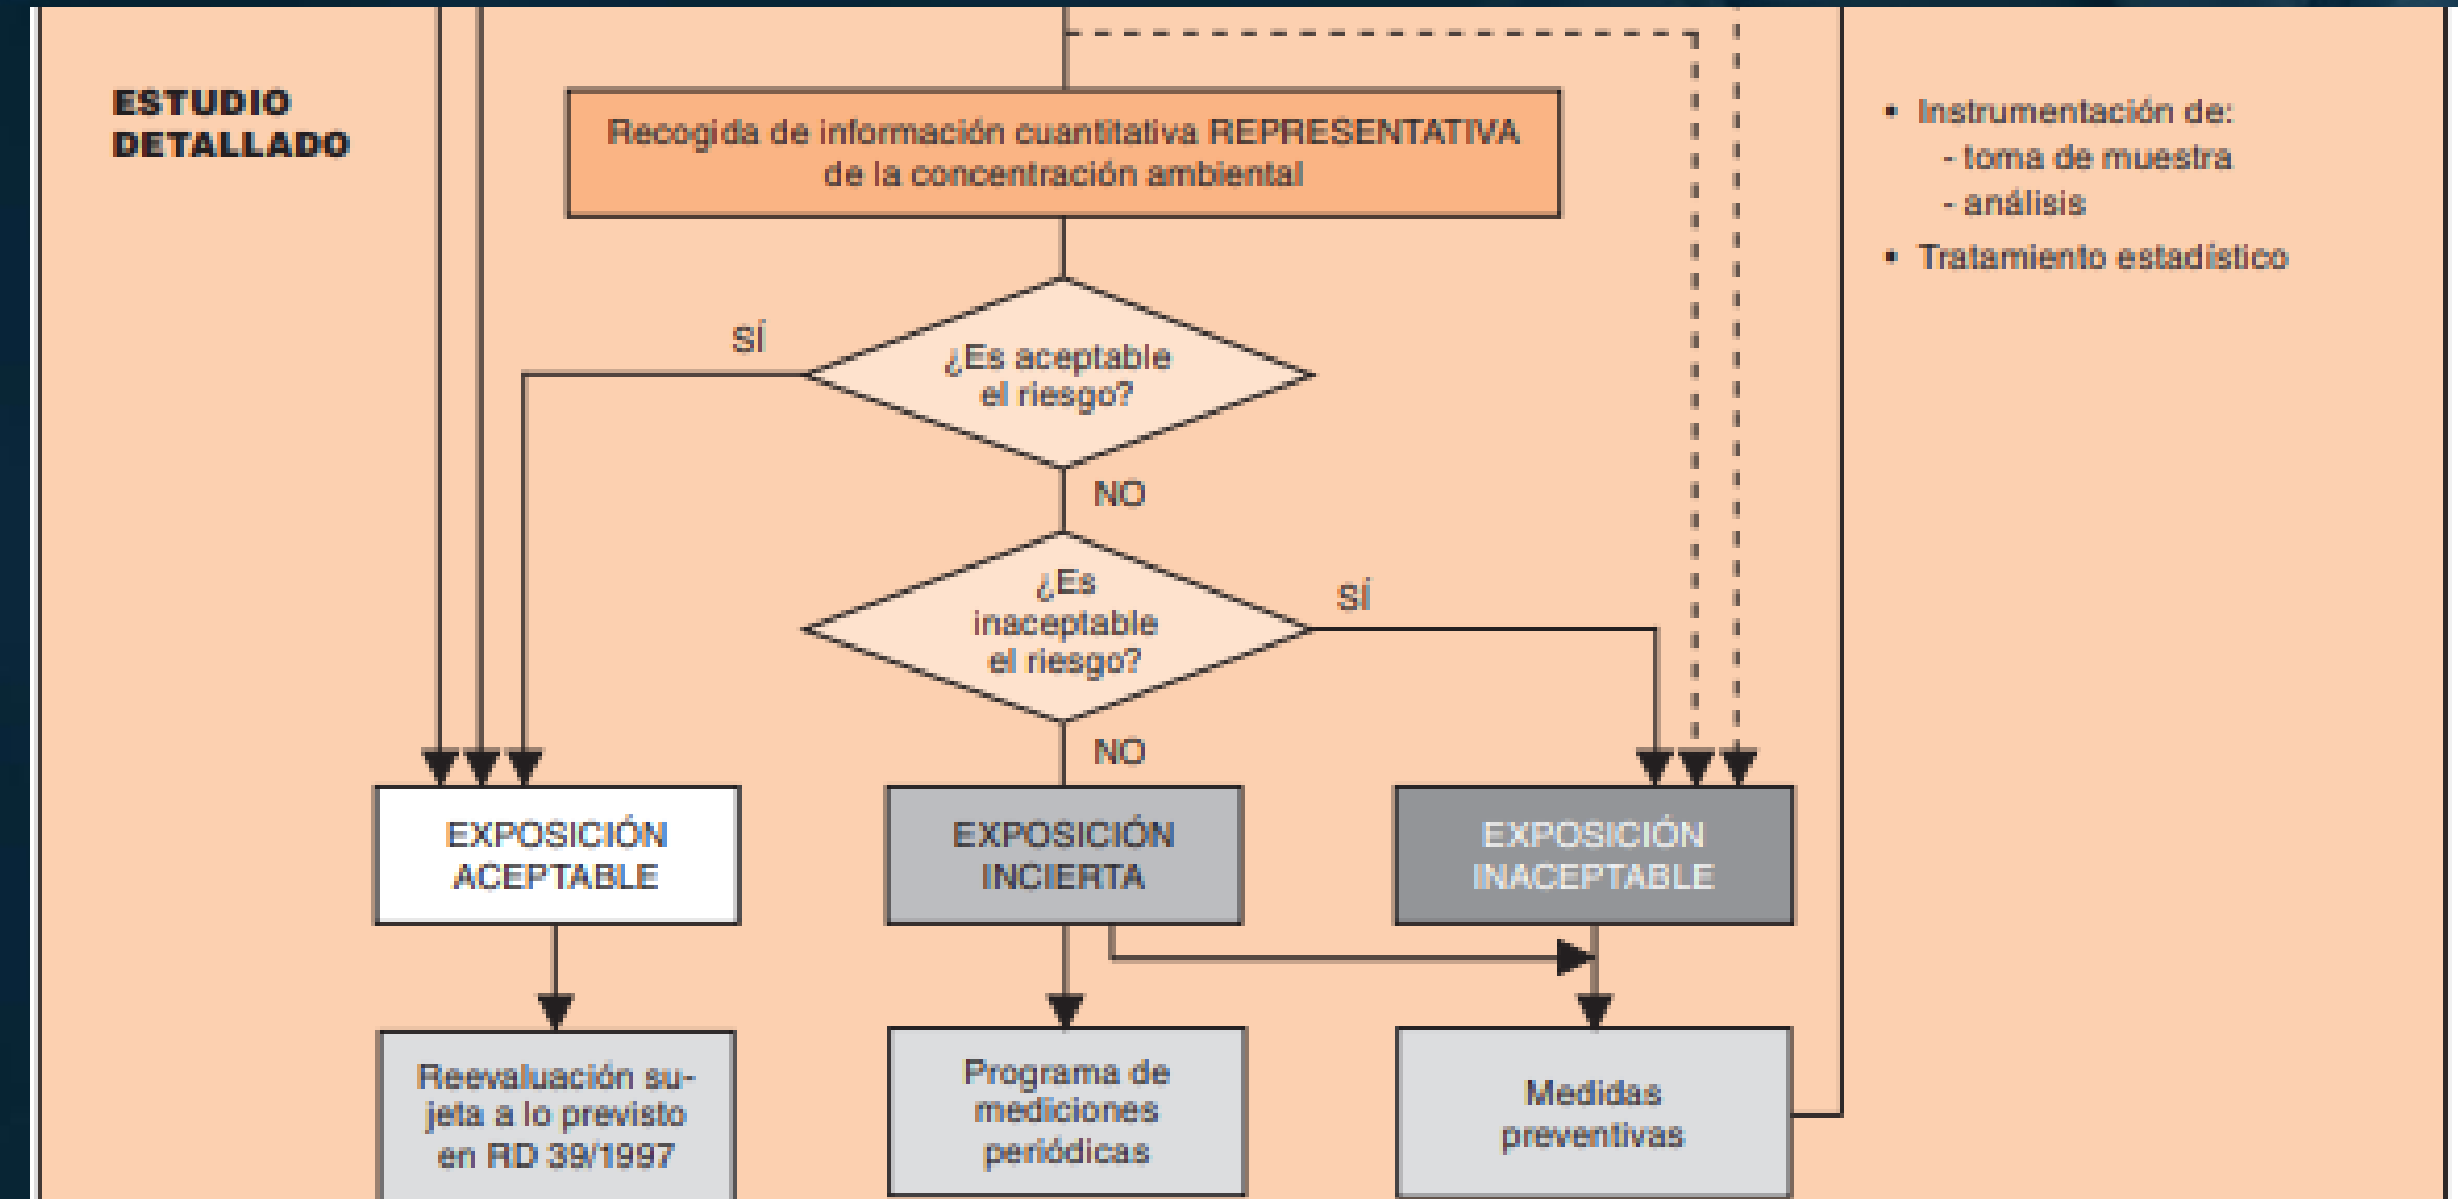 ESTUDIO
DETALLADO
Recogida de información cuantitativa REPRESENTATIVA
de la concentración ambiental
• Instrumentación de:
- toma de muestra
- análisis
• Tratamiento estadístico
SÍ
¿Es aceptable
el riesgo?
NO
¿Es
inaceptable
el riesgo?
SÍ
NO
EXPOSICIÓN
ACEPTABLE
EXPOSICIÓN
INCIERTA
EXPOSICIÓN
INACEPTABLE
Reevaluación su-
jeta a lo previsto
en RD 39/1997
Programa de
mediciones
periódicas
Medidas
preventivas